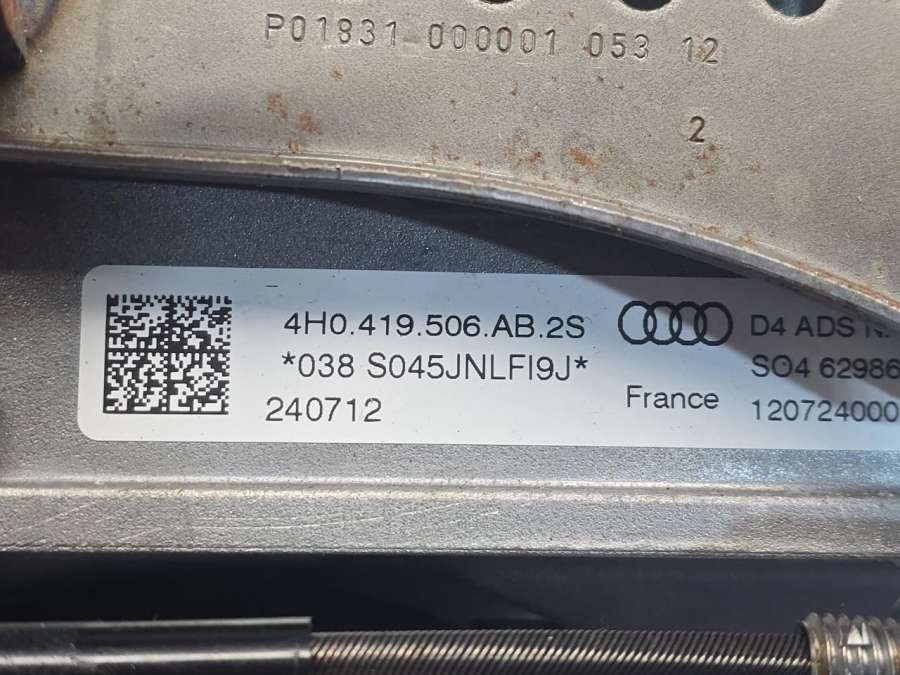 P01831 000001 053 12
2
4H0.419.506.AB.2S
*038 S045JNLFI9J*
240712
France
D4 ADS N.
SO4 62986
120724000